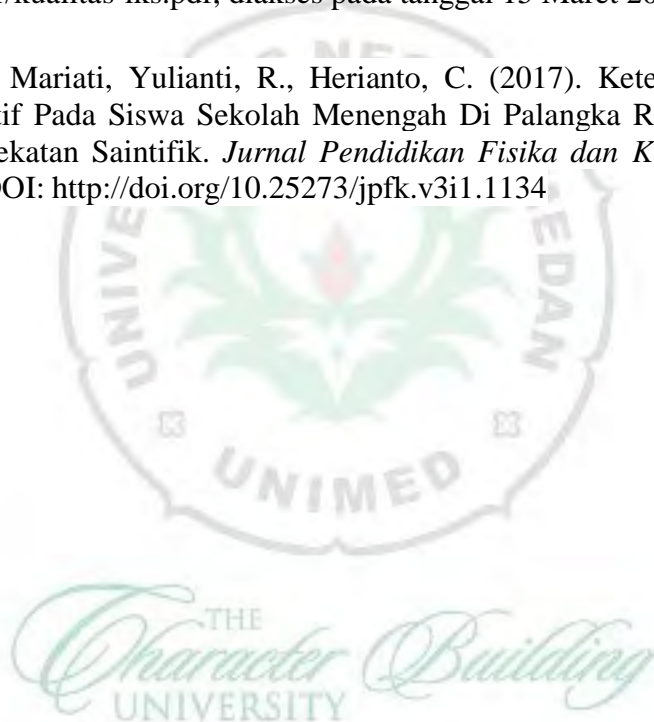 /kualitas-lks.pdf, diakses pada tanggal 15 Maret 20
Mariati, Yulianti, R., Herianto, C. (2017). Kete
tif Pada Siswa Sekolah Menengah Di Palangka R
ekatan Saintifik. Jurnal Pendidikan Fisika dan K
OI: http://doi.org/10.25273/jpfk.v3i1.1134
UNIMED
THE
Character Building
UNIVERSITY